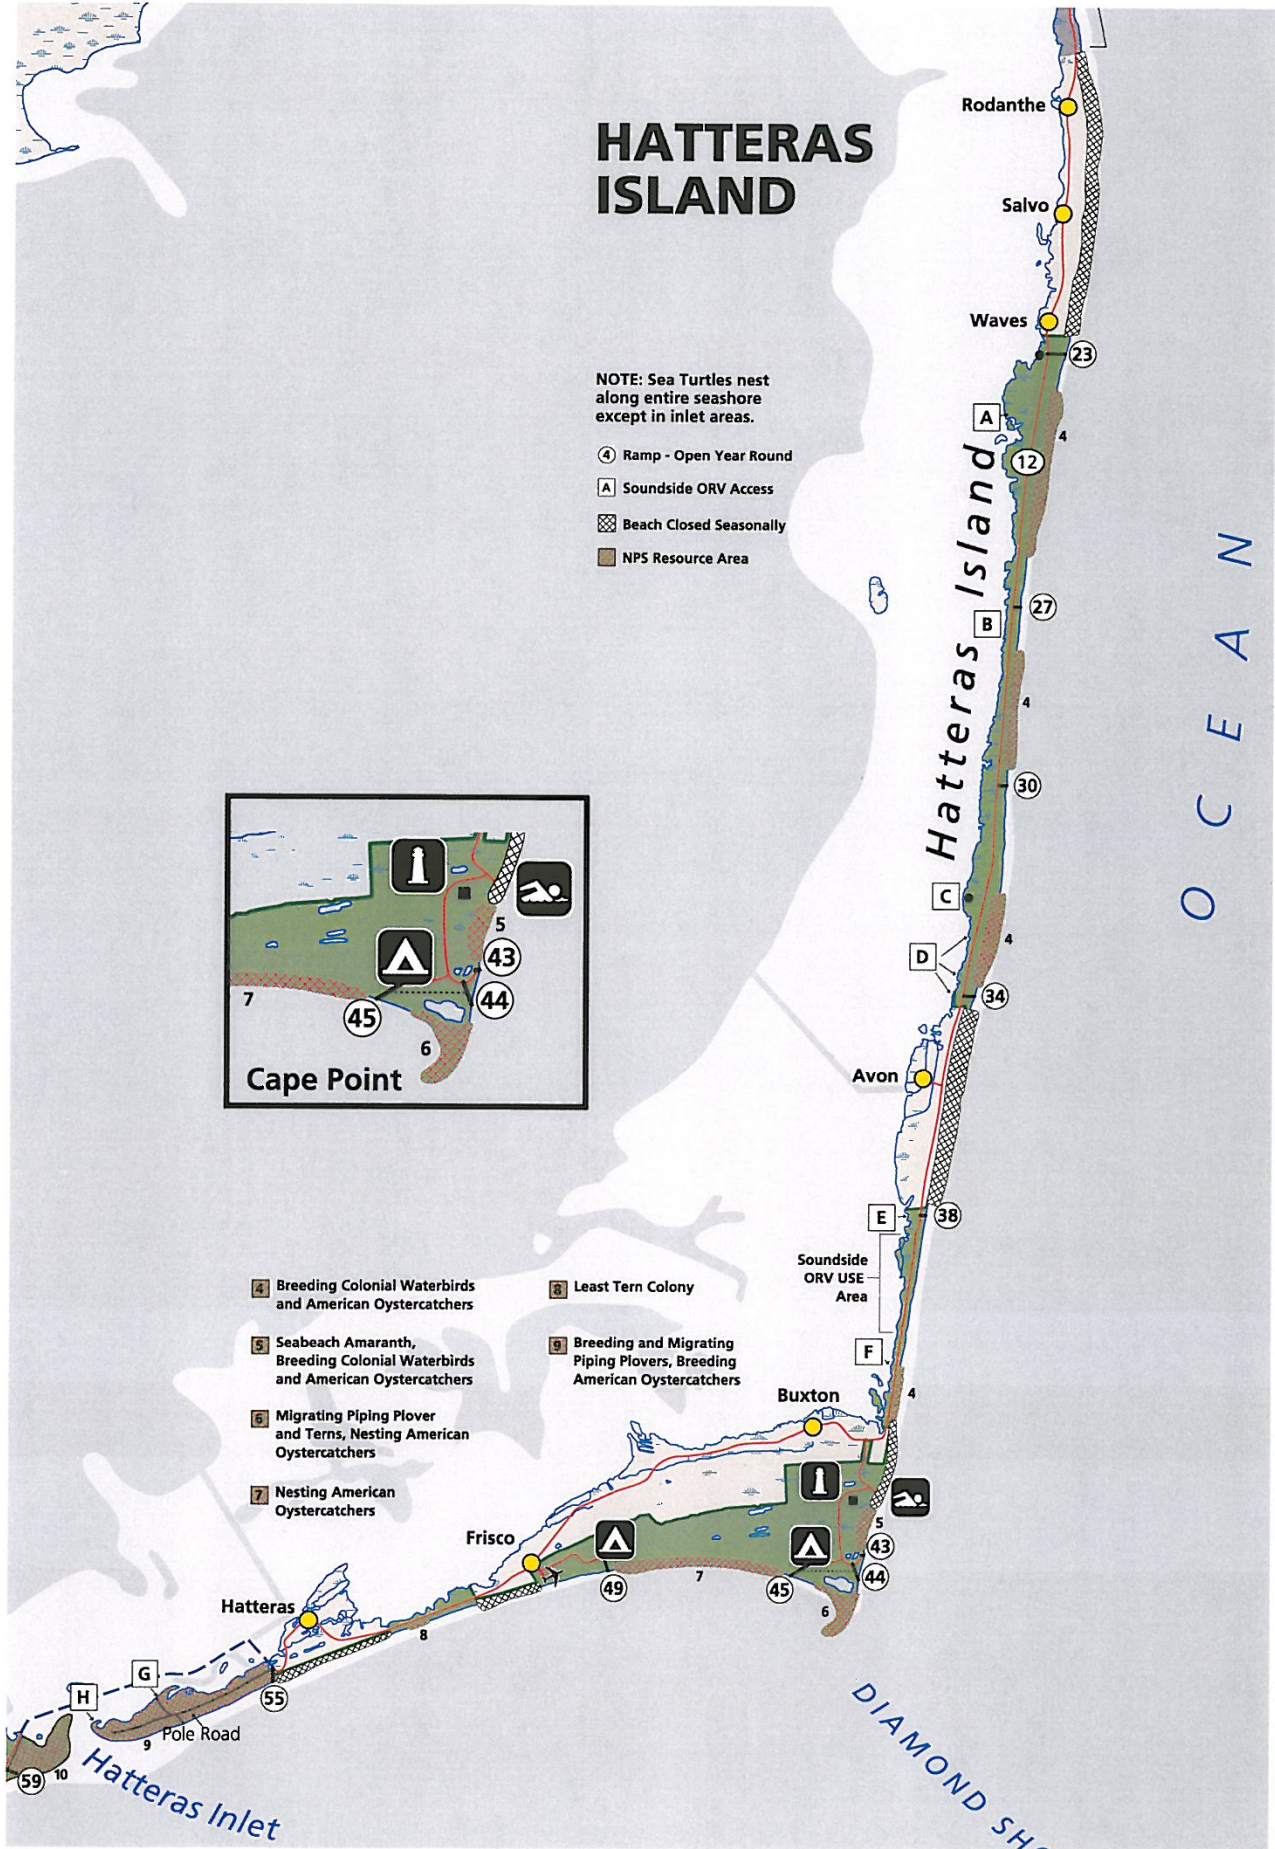 HATTERAS
ISLAND
Rodanthe
Salvo
Waves
23
NOTE: Sea Turtles nest
along entire seashore
except in inlet areas.
4 Ramp - Open Year Round
A Soundside ORV Access
Beach Closed Seasonally
NPS Resource Area
A
4
12
Hatteras Island
OCEAN
27
B
4
30
C
4
D
34
Avon
E
38
Soundside
ORV USE
Area
F
4
Buxton
5
43
44
45
6
7
49
Frisco
8
Hatteras
55
G
H
Pole Road
9
10
59
Hatteras Inlet
DIAMOND SHO
5
43
44
45
7
6
Cape Point
4 Breeding Colonial Waterbirds
and American Oystercatchers
5 Seabeach Amaranth,
Breeding Colonial Waterbirds
and American Oystercatchers
6 Migrating Piping Plover
and Terns, Nesting American
Oystercatchers
7 Nesting American
Oystercatchers
8 Least Tern Colony
9 Breeding and Migrating
Piping Plovers, Breeding
American Oystercatchers